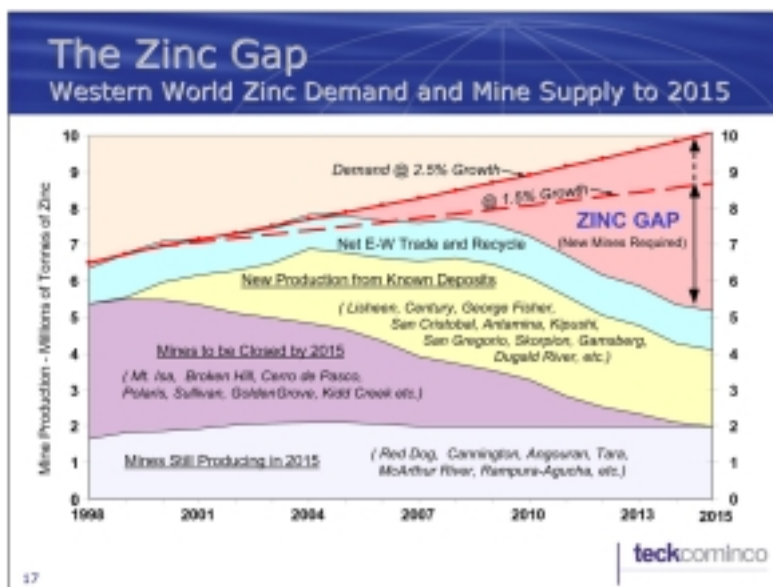 The Zinc Gap
Western World Zinc Demand and Mine Supply to 2015
Mine Production - Millions of Tonnes of Zinc
10
9
8
7
6
5
4
3
2
1
0
10
9
8
7
6
5
4
3
2
1
0
Demand @ 2.5% Growth
@ 1.5% Growth
ZINC GAP
(New Mines Required)
Net E-W Trade and Recycle
New Production from Known Deposits
( Lisheen, Century, George Fisher,
San Cristobal, Antamina, Kipushi,
San Gregorio, Skorpion, Gamsberg,
Dugald River, etc.)
Mines to be Closed by 2015
( Mt. Isa, Broken Hill, Cerro de Pasco,
Polaris, Sullivan, GoldenGrove, Kidd Creek etc.)
Mines Still Producing in 2015
( Red Dog, Cannington, Angouran, Tara,
McArthur River, Rampura-Agucha, etc.)
1998 2001 2004 2007 2010 2013 2015
17
teckcominco